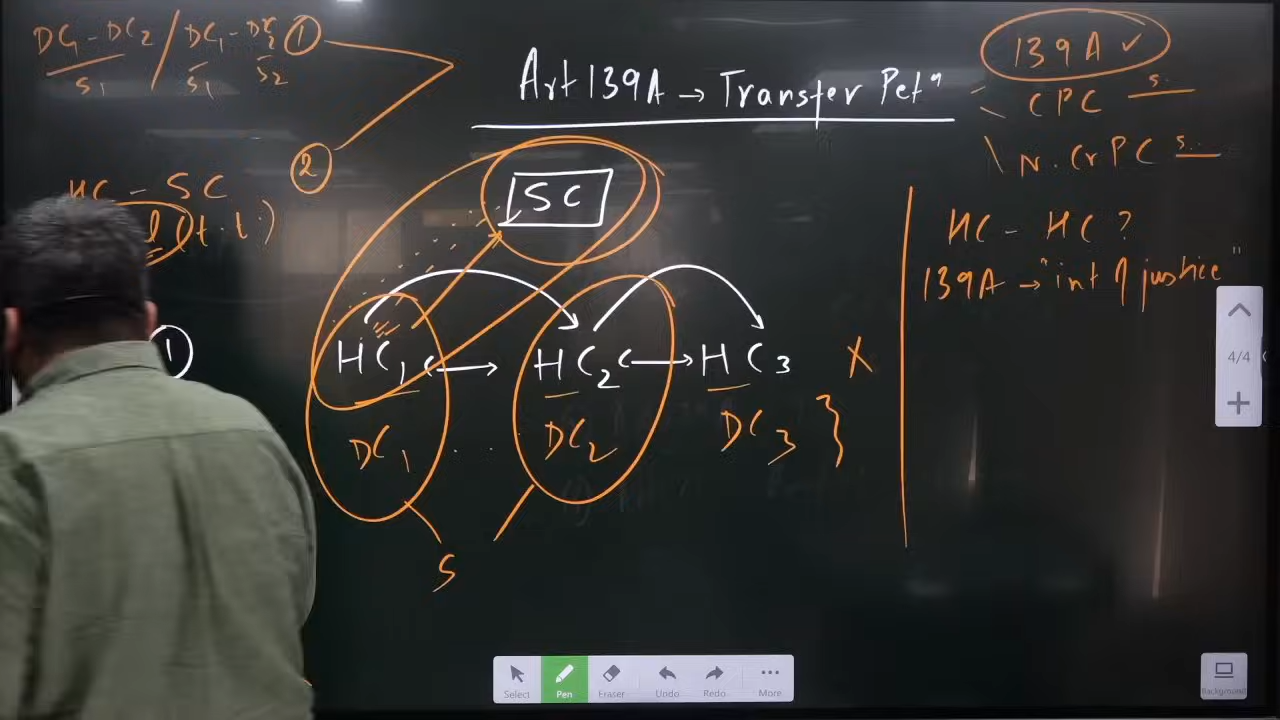 DC1 - DC2 / DC1 - DC2 ①
S1 S1 S2
②
HC - SC
(t.l.)
①
Art 139A → Transfer Petn
SC
HC1 → HC2 → HC3 X
DC1 .. DC2 DC3 }
S
139A ✓
CPC S.
N. CrPC S..
HC - HC ?
139A → "int of justice"
4/4
Select Pen Eraser Undo Redo More
Background